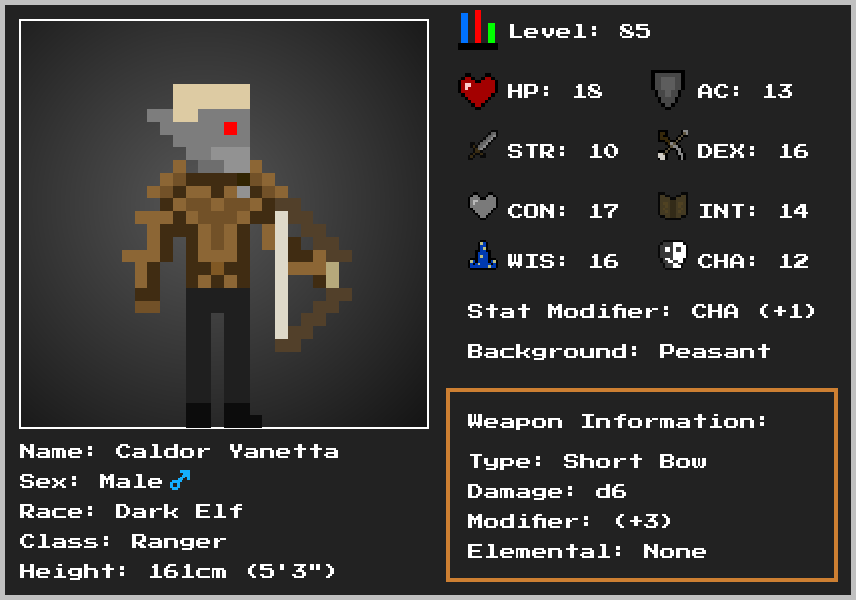 Level: 85
HP: 18 AC: 13
STR: 10 DEX: 16
CON: 17 INT: 14
WIS: 16 CHA: 12
Stat Modifier: CHA (+1)
Background: Peasant
Weapon Information:
Type: Short Bow
Damage: d6
Modifier: (+3)
Elemental: None
Name: Caldor Yanetta
Sex: Male♂
Race: Dark Elf
Class: Ranger
Height: 161cm (5'3")